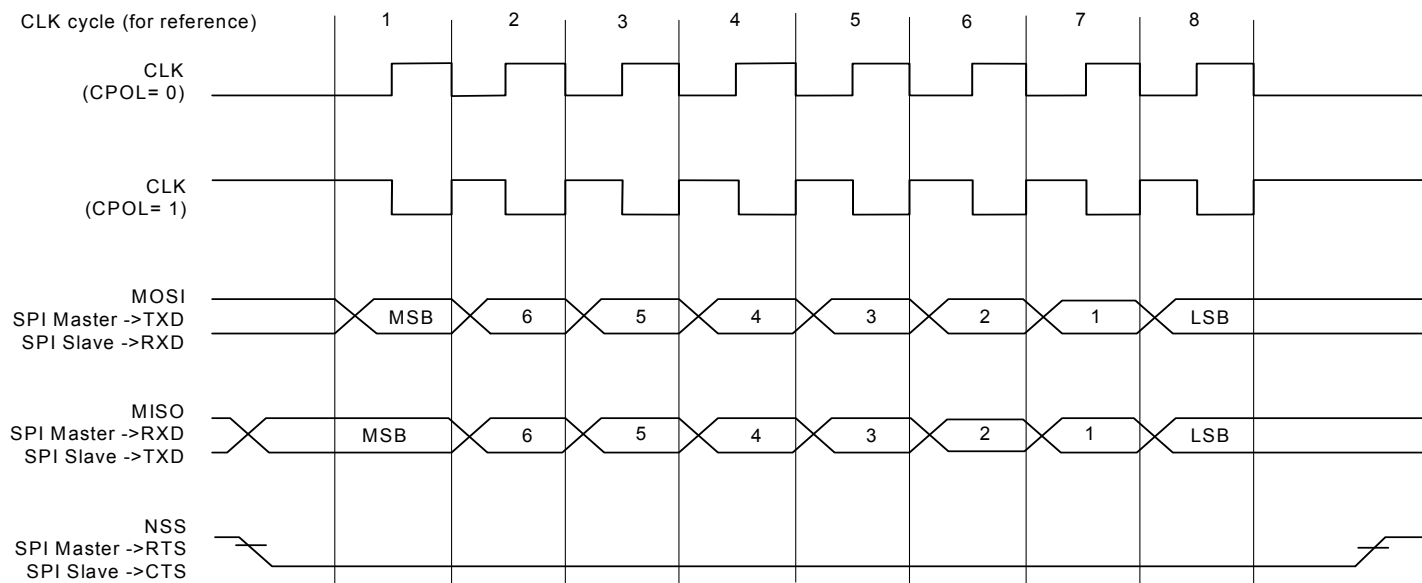 CLK cycle (for reference) 1 2 3 4 5 6 7 8
CLK
(CPOL= 0)
CLK
(CPOL= 1)
MOSI
SPI Master ->TXD
SPI Slave ->RXD
MSB 6 5 4 3 2 1 LSB
MISO
SPI Master ->RXD
SPI Slave ->TXD
MSB 6 5 4 3 2 1 LSB
NSS
SPI Master ->RTS
SPI Slave ->CTS